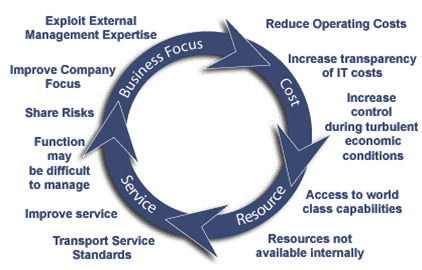 Exploit External
Management Expertise
Improve Company
Focus
Share Risks
Function
may
be difficult
to manage
Improve service
Transport Service
Standards
Business Focus
Cost
Resource
Service
Reduce Operating Costs
Increase transparency
of IT costs
Increase
control
during turbulent
economic
conditions
Access to world
class capabilities
Resources not
available internally